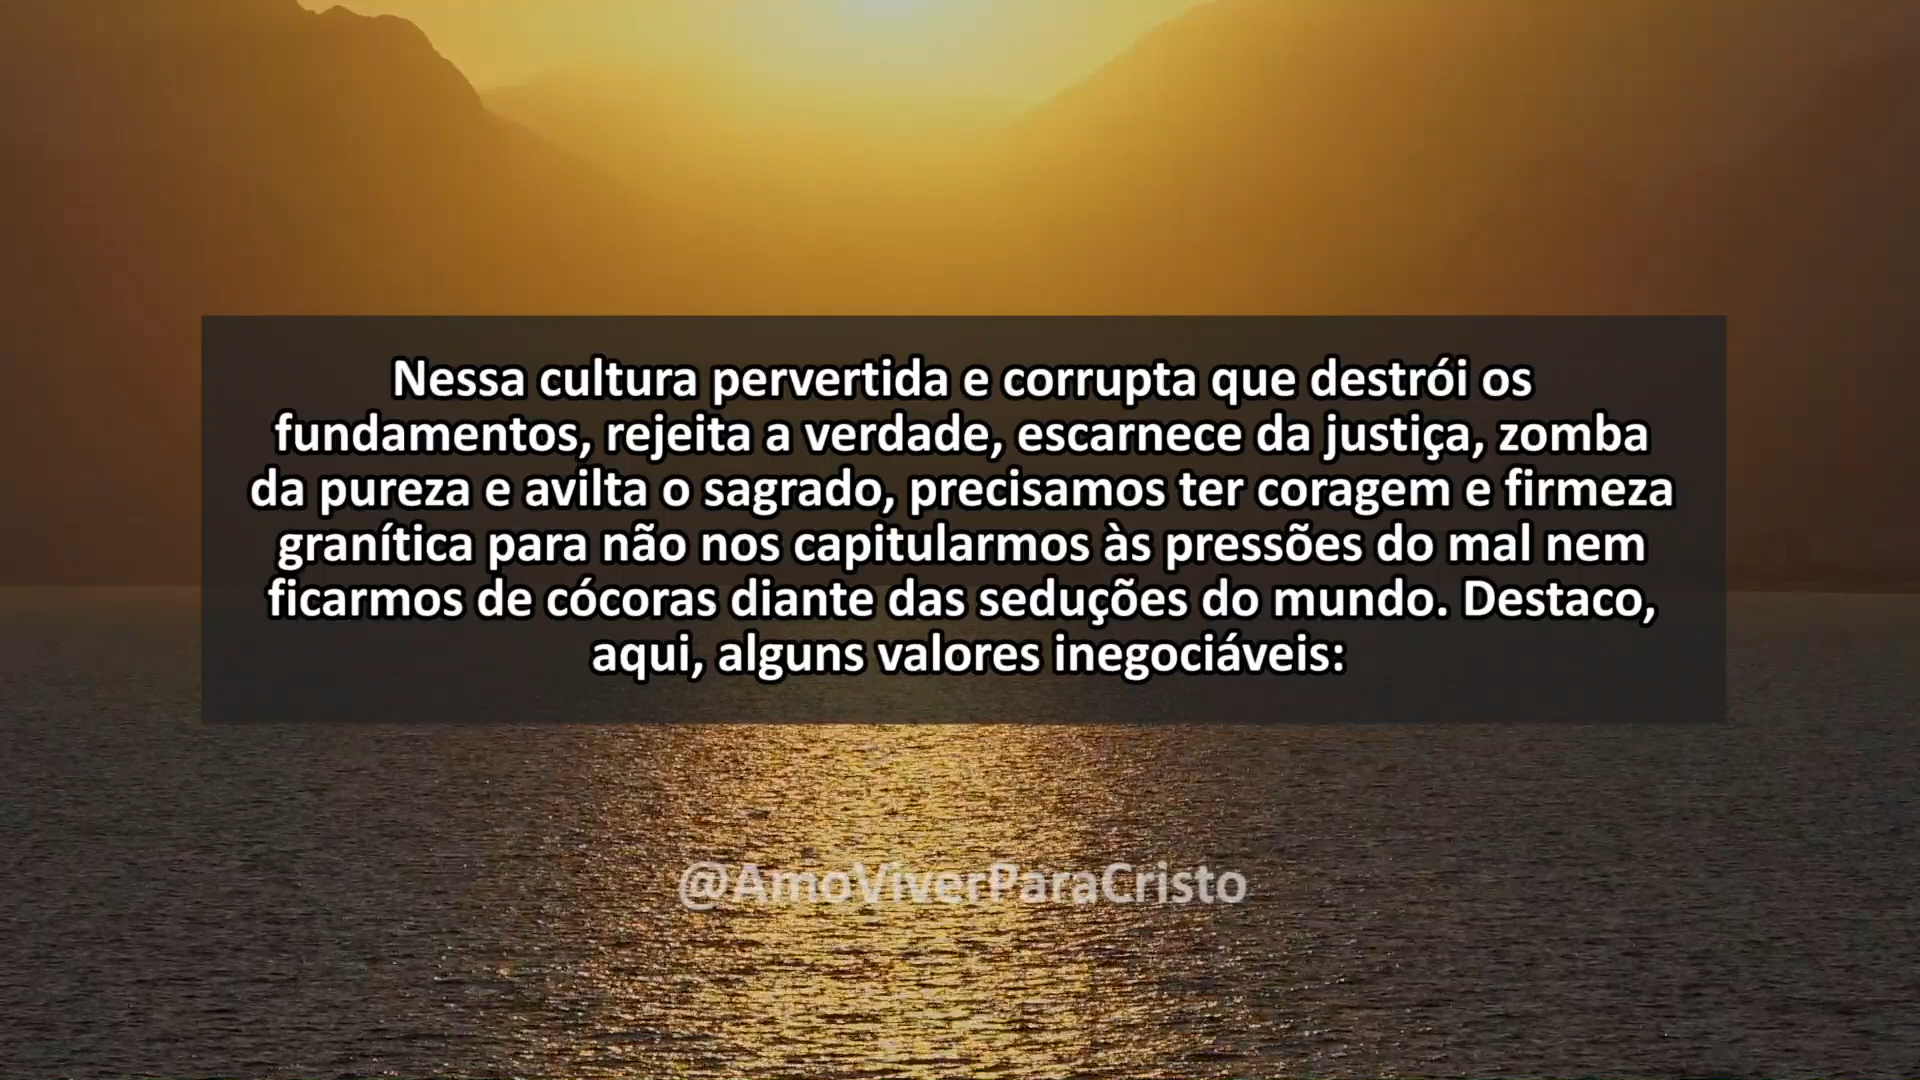 Nessa cultura pervertida e corrupta que destrói os
fundamentos, rejeita a verdade, escarnece da justiça, zomba
da pureza e avilta o sagrado, precisamos ter coragem e firmeza
granítica para não nos capitularmos às pressões do mal nem
ficarmos de cócoras diante das seduções do mundo. Destaco,
aqui, alguns valores inegociáveis:
@AmoViverParaCristo